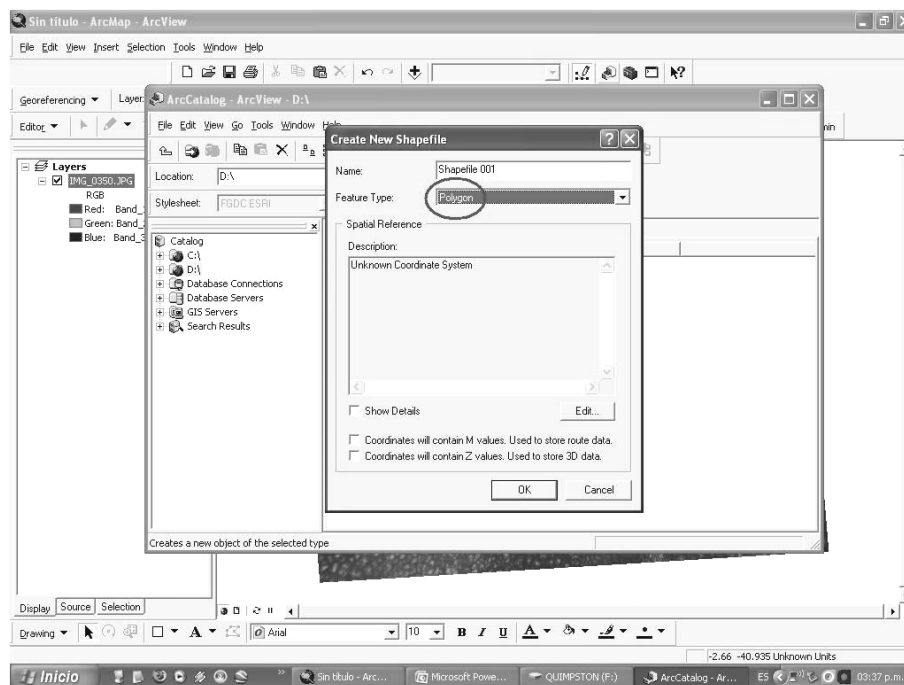 Sin título - ArcMap - ArcView
File Edit View Insert Selection Tools Window Help
Georeferencing Layer:
Editor
Layers
IMG_0350.JPG
RGB
Red: Band_
Green: Band_
Blue: Band_3
ArcCatalog - ArcView - D:\
File Edit View Go Tools Window Help
Location: D:\
Stylesheet: FGDC ESRI
Catalog
C:\
D:\
Database Connections
Database Servers
GIS Servers
Search Results
Create New Shapefile
Name: Shapefile 001
Feature Type: Polygon
Spatial Reference
Description:
Unknown Coordinate System
Show Details
Edit...
Coordinates will contain M values. Used to store route data.
Coordinates will contain Z values. Used to store 3D data.
OK Cancel
Creates a new object of the selected type
Display Source Selection
Drawing A Arial 10 B I U A
-2.66 -40.935 Unknown Units
Inicio Sin título - Arc... Microsoft Powe... QUIMPSTON (F:) ArcCatalog - Ar... ES 03:37 p.m.